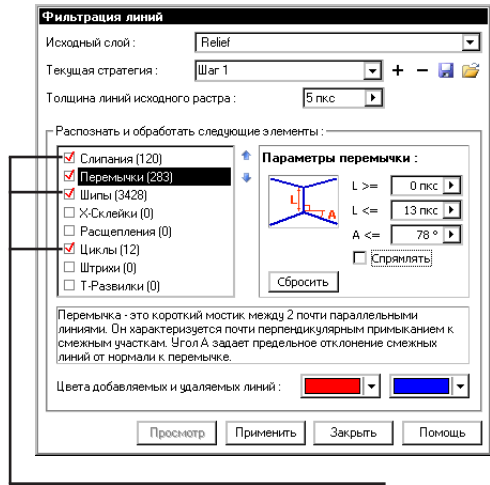 Фильтрация линий
Исходный слой :
Relief
Текущая стратегия :
Шаг 1
Толщина линий исходного растра :
5 пкс
Распознать и обработать следующие элементы :
Слипания (120)
Перемычки (283)
Шипы (3428)
X-Склейки (0)
Расщепления (0)
Циклы (12)
Штрихи (0)
Т-Развилки (0)
Параметры перемычки :
L
A
L >= 0 пкс
L <= 13 пкс
A <= 78 °
Спрямлять
Сбросить
Перемычка - это короткий мостик между 2 почти параллельными
линиями. Он характеризуется почти перпендикулярным примыканием к
смежным участкам. Угол А задает предельное отклонение смежных
линий от нормали к перемычке.
Цвета добавляемых и удаляемых линий :
Просмотр
Применить
Закрыть
Помощь